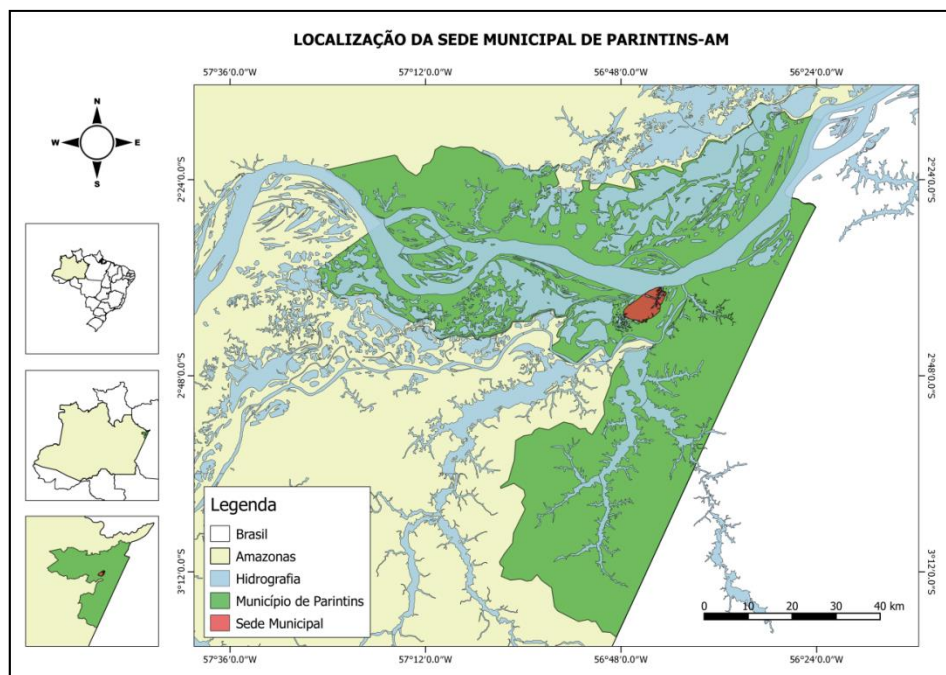 LOCALIZAÇÃO DA SEDE MUNICIPAL DE PARINTINS-AM
57°36'0.0"W 57°12'0.0"W 56°48'0.0"W 56°24'0.0"W
N
W E
S
2°24'0.0"S 2°24'0.0"S
2°48'0.0"S 2°48'0.0"S
3°12'0.0"S 3°12'0.0"S
Legenda
Brasil
Amazonas
Hidrografia
Município de Parintins
Sede Municipal
0 10 20 30 40 km
57°36'0.0"W 57°12'0.0"W 56°48'0.0"W 56°24'0.0"W